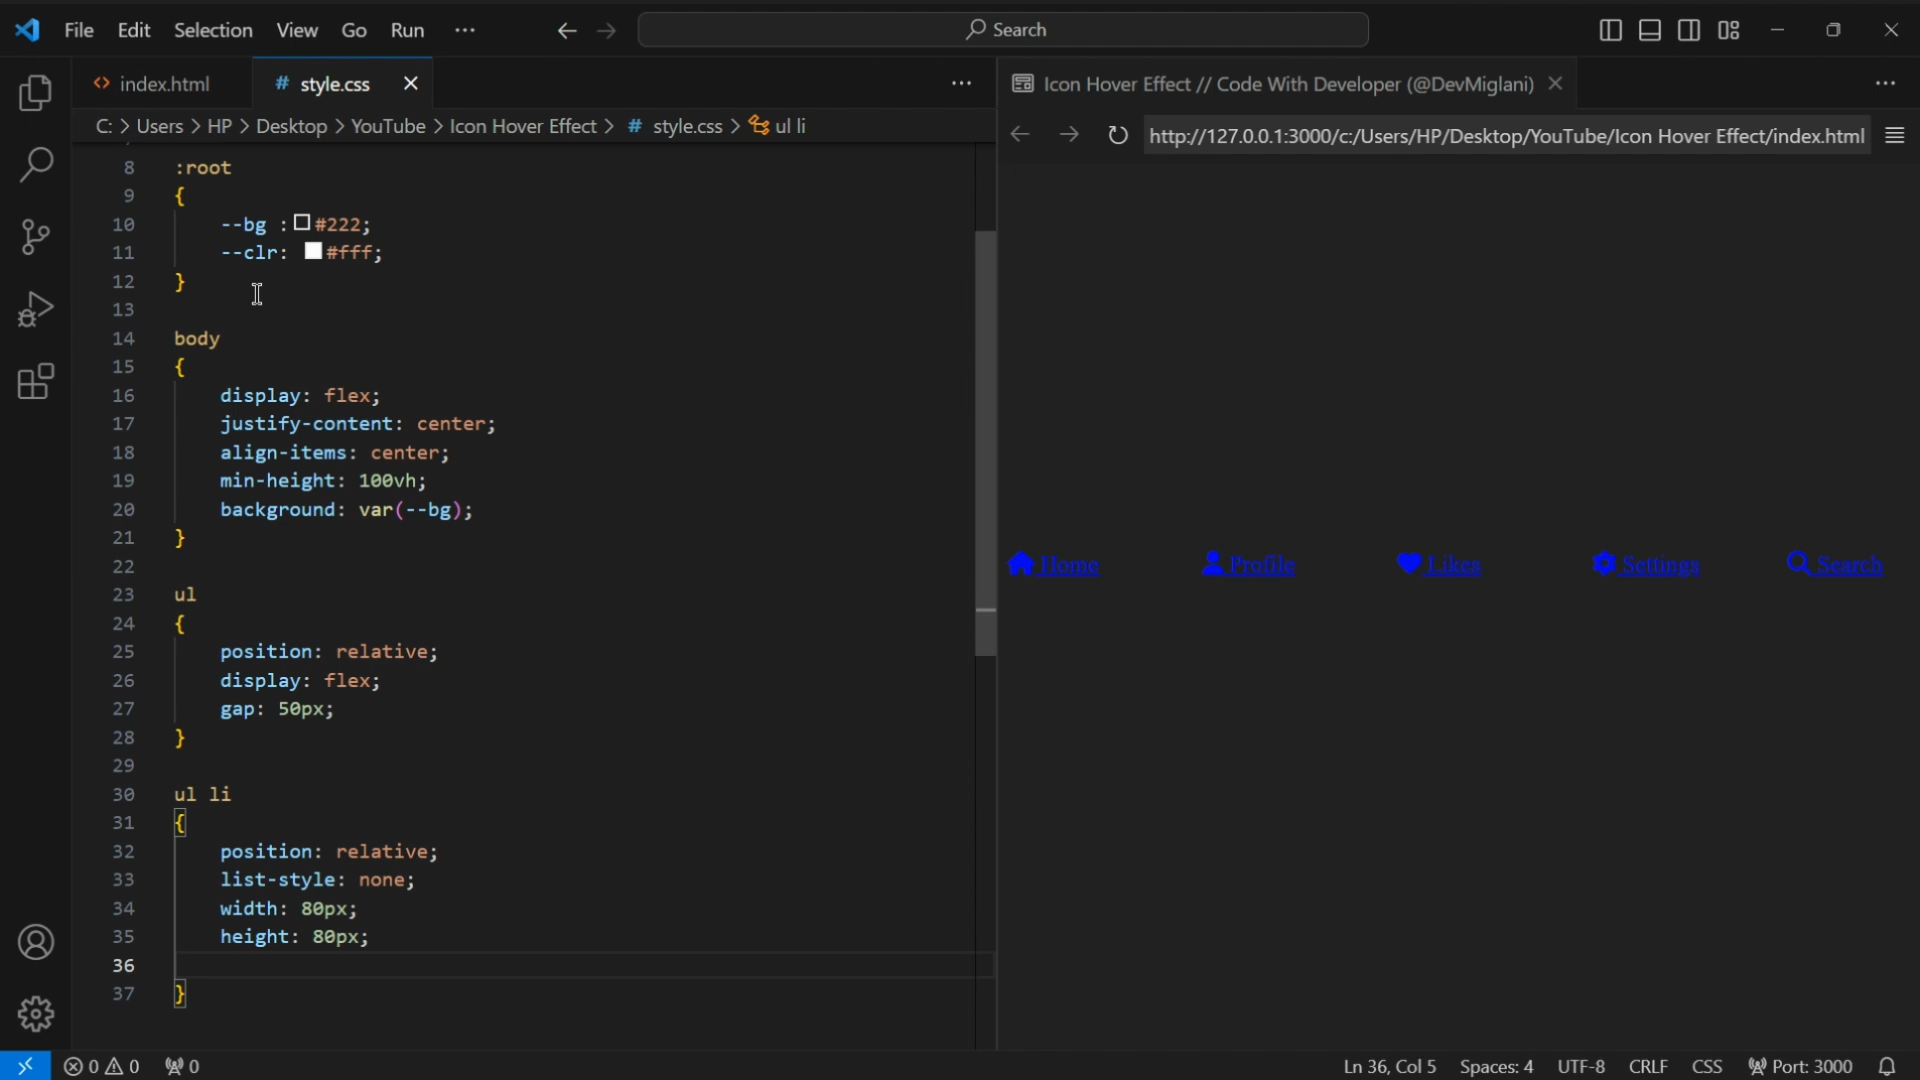 File Edit Selection View Go Run ···
Search
index.html
# style.css
Icon Hover Effect // Code With Developer (@DevMiglani)
C: > Users > HP > Desktop > YouTube > Icon Hover Effect > # style.css > ul li
http://127.0.0.1:3000/c:/Users/HP/Desktop/YouTube/Icon Hover Effect/index.html
8 :root
9 {
10 --bg : #222;
11 --clr: #fff;
12 }
13
14 body
15 {
16 display: flex;
17 justify-content: center;
18 align-items: center;
19 min-height: 100vh;
20 background: var(--bg);
21 }
22
23 ul
24 {
25 position: relative;
26 display: flex;
27 gap: 50px;
28 }
29
30 ul li
31 {
32 position: relative;
33 list-style: none;
34 width: 80px;
35 height: 80px;
36
37 }
Home Profile Likes Settings Search
0 0 0
Ln 36, Col 5 Spaces: 4 UTF-8 CRLF CSS Port: 3000